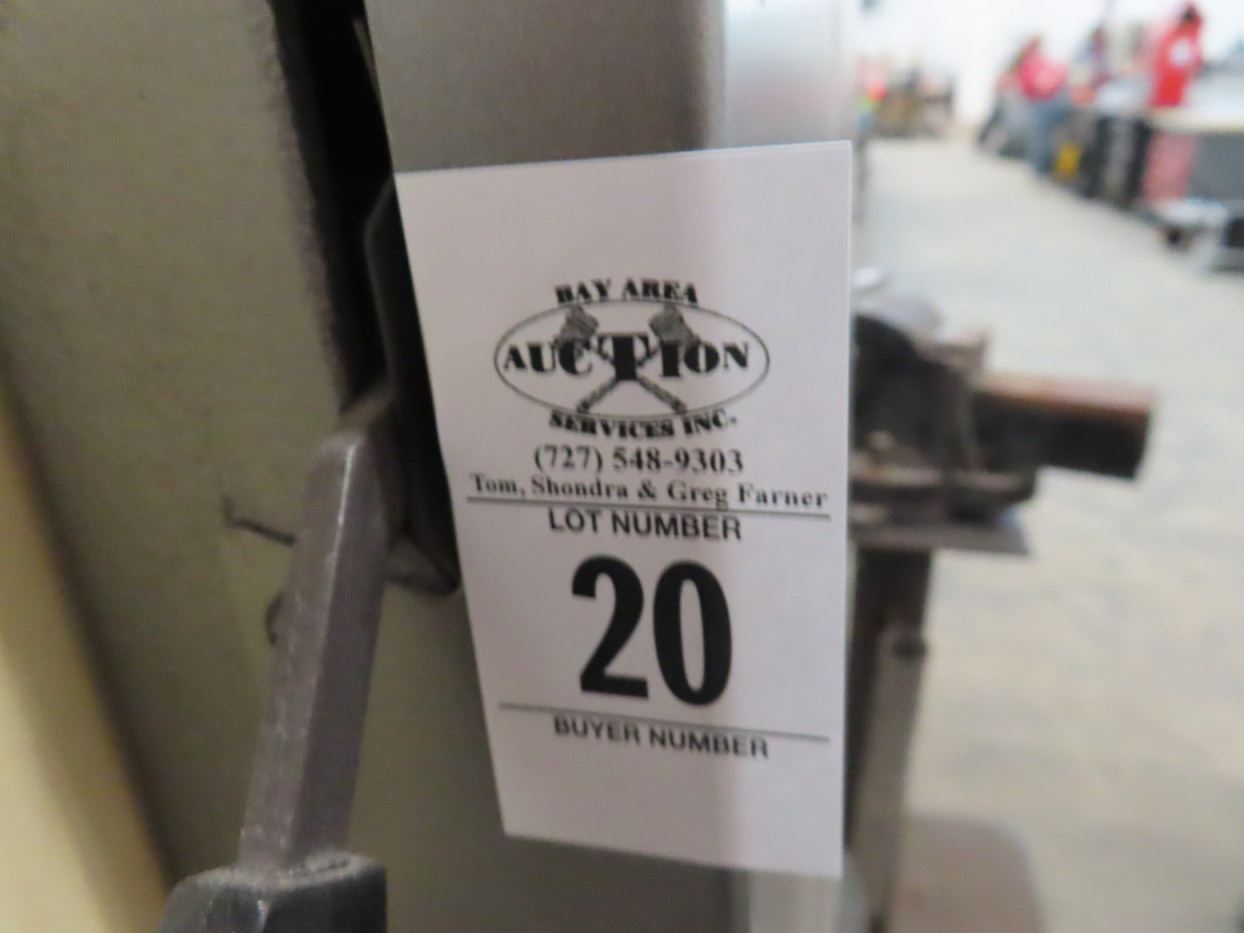 BAY AREA
AUCTION
SERVICES INC.
(727) 548-9303
Tom, Shondra & Greg Farner
LOT NUMBER
20
BUYER NUMBER